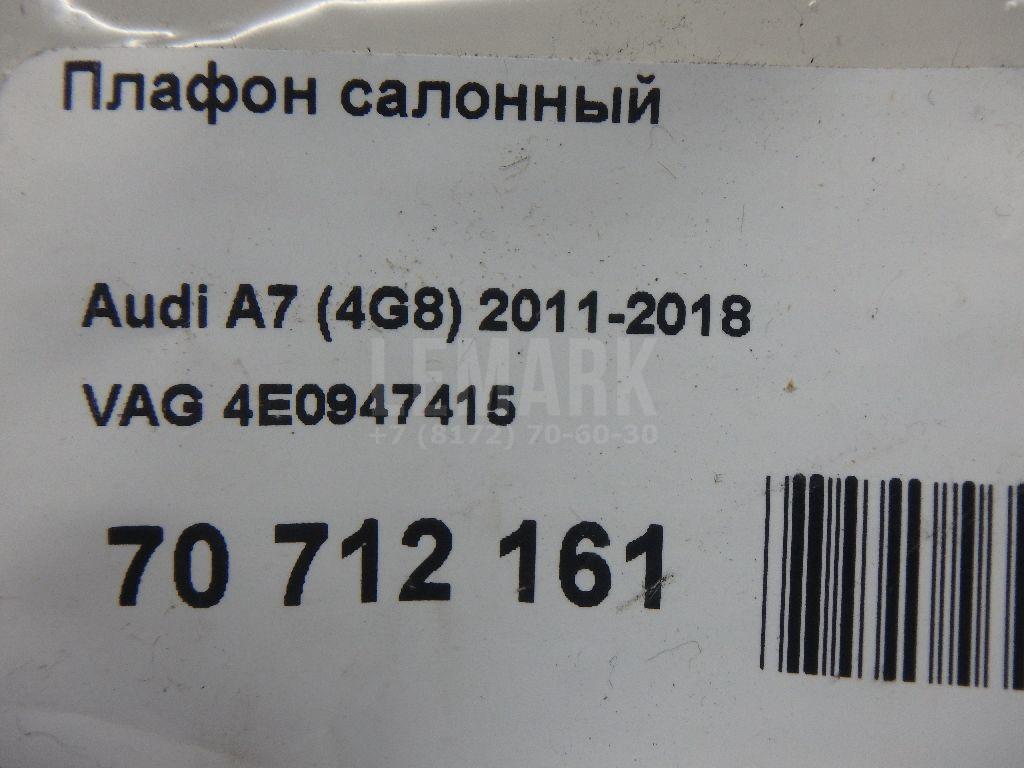 Плафон салонный
Audi A7 (4G8) 2011-2018
LEMARK
VAG 4E0947415
+7 (8172) 70-60-30
70 712 161